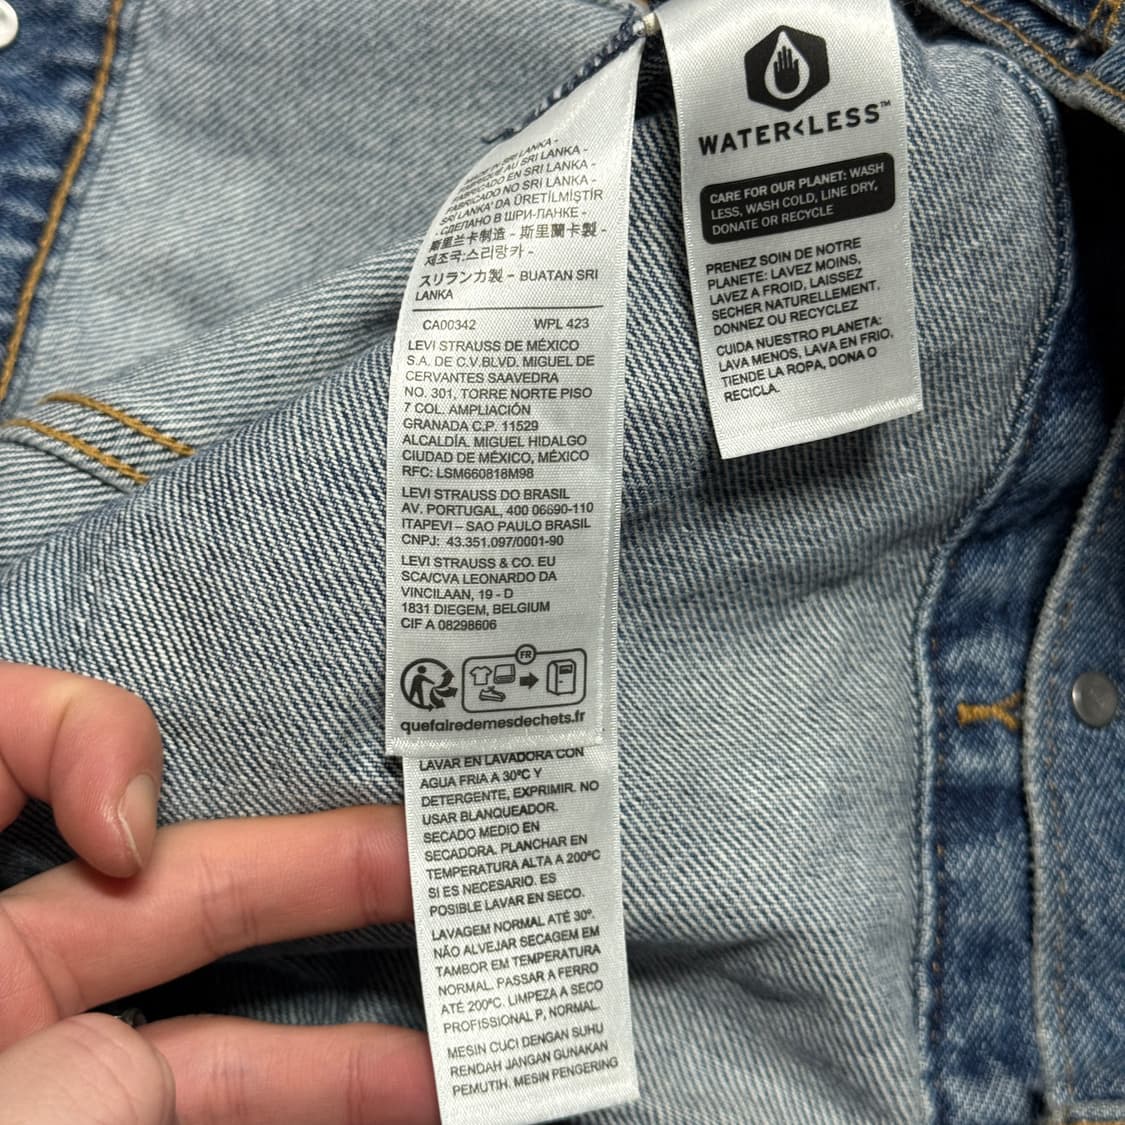 MADE IN SRI LANKA -
FABRIQUÉ AU SRI LANKA -
FABRICADO EN SRI LANKA -
FABRICADO NO SRI LANKA -
SRİ LANKA' DA ÜRETİLMİŞTİR
- СДЕЛАНО В ШРИ-ЛАНКЕ -
斯里兰卡制造 - 斯里蘭卡製 -
제조국:스리랑카 -
スリランカ製 - BUATAN SRI
LANKA
CA00342 WPL 423
LEVI STRAUSS DE MÉXICO
S.A. DE C.V.BLVD. MIGUEL DE
CERVANTES SAAVEDRA
NO. 301, TORRE NORTE PISO
7 COL. AMPLIACIÓN
GRANADA C.P. 11529
ALCALDÍA. MIGUEL HIDALGO
CIUDAD DE MÉXICO, MÉXICO
RFC: LSM660818M98
LEVI STRAUSS DO BRASIL
AV. PORTUGAL, 400 06690-110
ITAPEVI – SAO PAULO BRASIL
CNPJ: 43.351.097/0001-90
LEVI STRAUSS & CO. EU
SCA/CVA LEONARDO DA
VINCILAAN, 19 - D
1831 DIEGEM, BELGIUM
CIF A 08298606
FR
quefairedemesdechets.fr
LAVAR EN LAVADORA CON
AGUA FRIA A 30ºC Y
DETERGENTE, EXPRIMIR. NO
USAR BLANQUEADOR.
SECADO MEDIO EN
SECADORA. PLANCHAR EN
TEMPERATURA ALTA A 200ºC
SI ES NECESARIO. ES
POSIBLE LAVAR EN SECO.
LAVAGEM NORMAL ATÉ 30º.
NÃO ALVEJAR SECAGEM EM
TAMBOR EM TEMPERATURA
NORMAL. PASSAR A FERRO
ATÉ 200ºC. LIMPEZA A SECO
PROFISSIONAL P, NORMAL.
MESIN CUCI DENGAN SUHU
RENDAH JANGAN GUNAKAN
PEMUTIH. MESIN PENGERING
WATER<LESS™
CARE FOR OUR PLANET: WASH
LESS, WASH COLD, LINE DRY,
DONATE OR RECYCLE
PRENEZ SOIN DE NOTRE
PLANETE: LAVEZ MOINS,
LAVEZ A FROID, LAISSEZ
SECHER NATURELLEMENT,
DONNEZ OU RECYCLEZ
CUIDA NUESTRO PLANETA:
LAVA MENOS, LAVA EN FRIO,
TIENDE LA ROPA, DONA O
RECICLA.